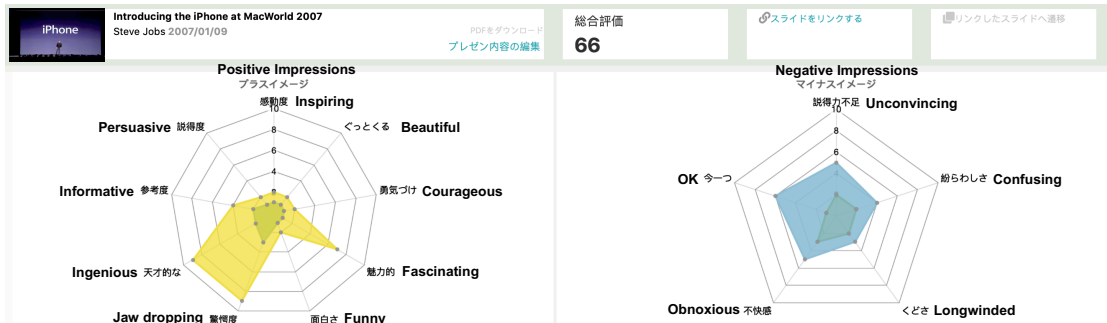 iPhone
Introducing the iPhone at MacWorld 2007
Steve Jobs 2007/01/09
PDFをダウンロード
プレゼン内容の編集
総合評価
66
スライドをリンクする
リンクしたスライドへ遷移
Positive Impressions
プラスイメージ
感動度 Inspiring
10
8
6
4
2
Persuasive 説得度
ぐっとくる Beautiful
Informative 参考度
勇気づけ Courageous
Ingenious 天才的な
魅力的 Fascinating
Jaw dropping 驚愕度
面白さ Funny
Negative Impressions
マイナスイメージ
説得力不足 Unconvincing
10
8
6
4
OK 今一つ
紛らわしさ Confusing
Obnoxious 不快感
くどさ Longwinded